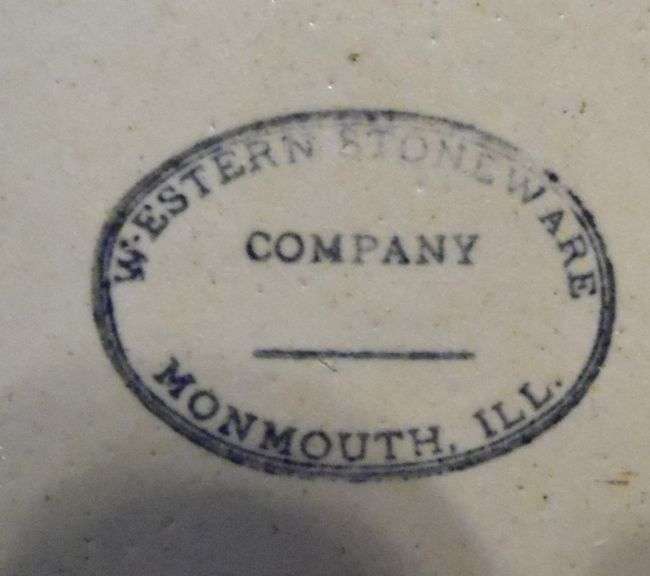 WESTERN STONEWARE
COMPANY
MONMOUTH, ILL.